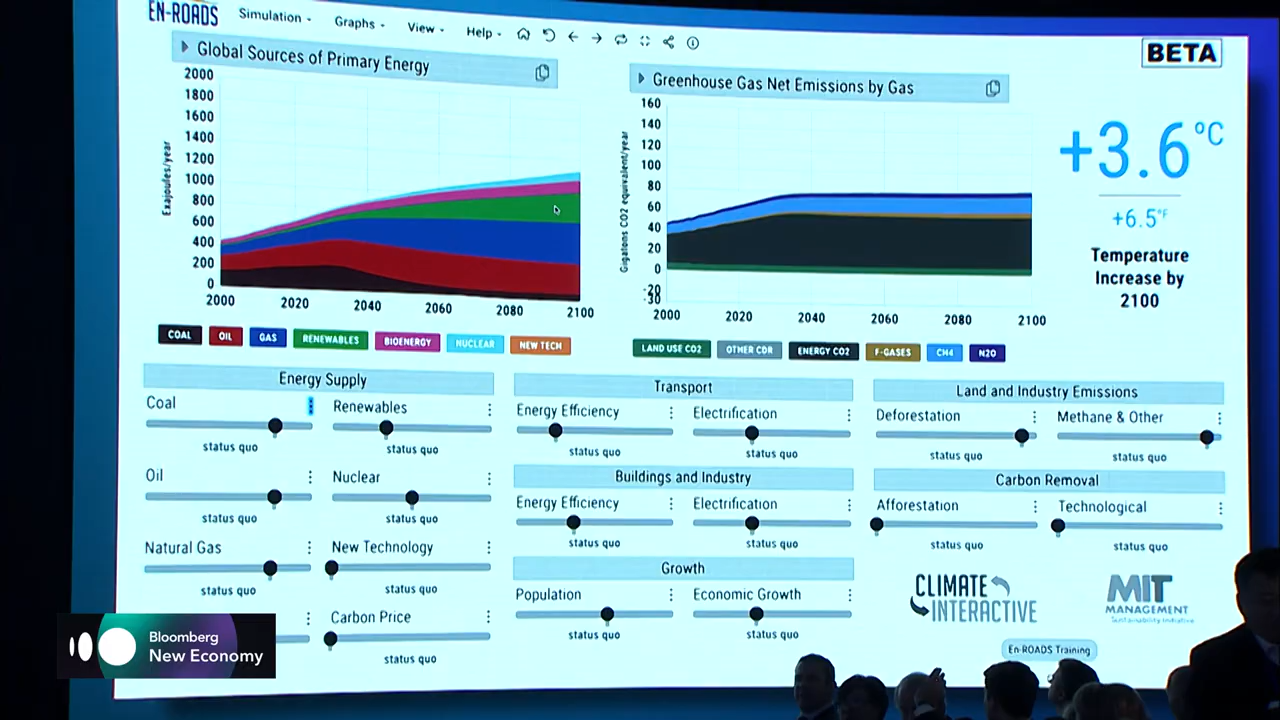 EN-ROADS
Simulation
Graphs
View
Help
BETA
Global Sources of Primary Energy
2000
1800
1600
1400
1200
1000
800
600
400
200
0
Exajoules/year
2000 2020 2040 2060 2080 2100
COAL OIL GAS RENEWABLES BIOENERGY NUCLEAR NEW TECH
Greenhouse Gas Net Emissions by Gas
160
140
120
100
80
60
40
20
0
-20
-30
Gigatons CO2 equivalent/year
2000 2020 2040 2060 2080 2100
LAND USE CO2 OTHER CDR ENERGY CO2 F-GASES CH4 N2O
+3.6°C
+6.5°F
Temperature
Increase by
2100
Energy Supply
Coal Renewables
status quo status quo
Oil Nuclear
status quo status quo
Natural Gas New Technology
status quo status quo
Carbon Price
status quo
Transport
Energy Efficiency Electrification
status quo status quo
Buildings and Industry
Energy Efficiency Electrification
status quo status quo
Growth
Population Economic Growth
status quo status quo
Land and Industry Emissions
Deforestation Methane & Other
status quo status quo
Carbon Removal
Afforestation Technological
status quo status quo
CLIMATE
INTERACTIVE
MIT
MANAGEMENT
Sustainability Initiative
En-ROADS Training
Bloomberg
New Economy